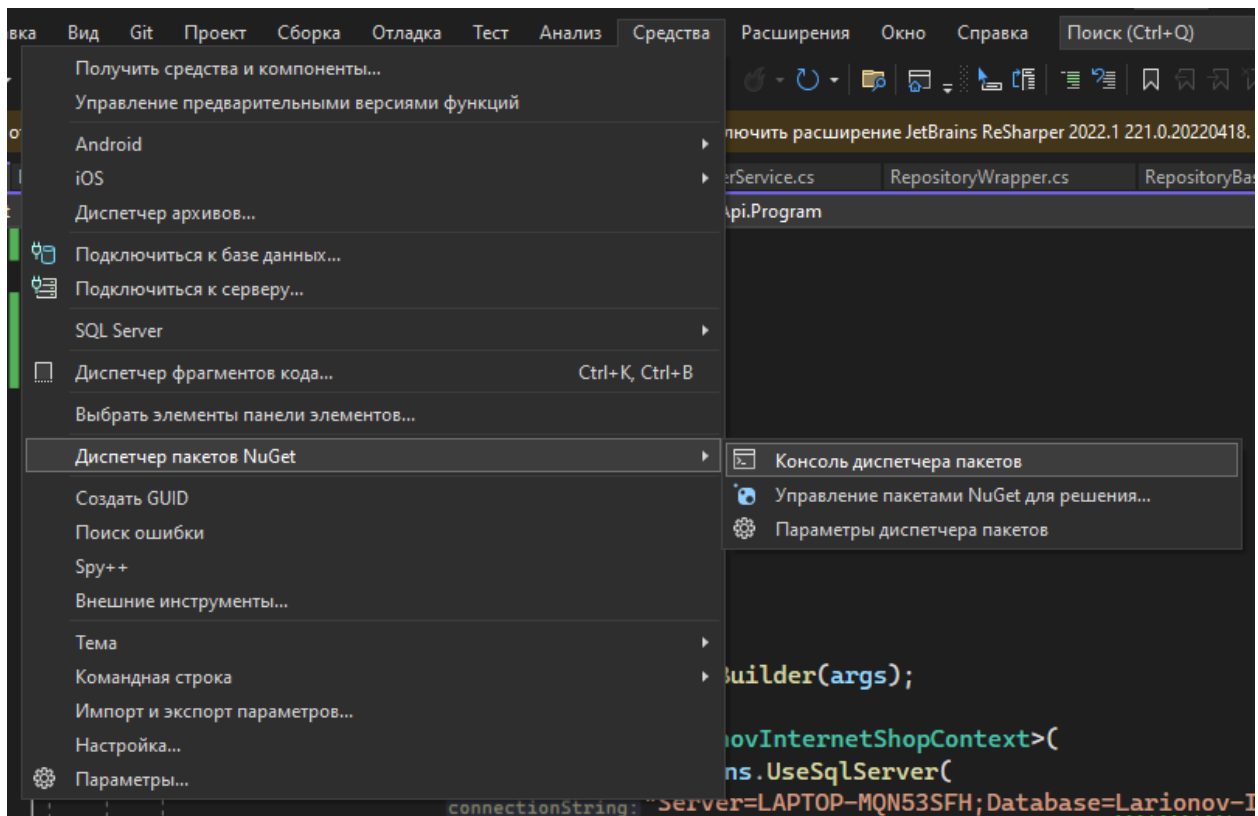 вка Вид Git Проект Сборка Отладка Тест Анализ Средства Расширения Окно Справка Поиск (Ctrl+Q)
Получить средства и компоненты...
Управление предварительными версиями функций
лючить расширение JetBrains ReSharper 2022.1 221.0.20220418.
Android
iOS
erService.cs RepositoryWrapper.cs RepositoryBas
Диспетчер архивов...
Api.Program
Подключиться к базе данных...
Подключиться к серверу...
SQL Server
Диспетчер фрагментов кода... Ctrl+K, Ctrl+B
Выбрать элементы панели элементов...
Диспетчер пакетов NuGet
Консоль диспетчера пакетов
Управление пакетами NuGet для решения...
Параметры диспетчера пакетов
Создать GUID
Поиск ошибки
Spy++
Внешние инструменты...
Тема
Командная строка
Builder(args);
Импорт и экспорт параметров...
Настройка...
novInternetShopContext>(
Параметры...
ns.UseSqlServer(
connectionString: "Server=LAPTOP-MQN53SFH;Database=Larionov-I